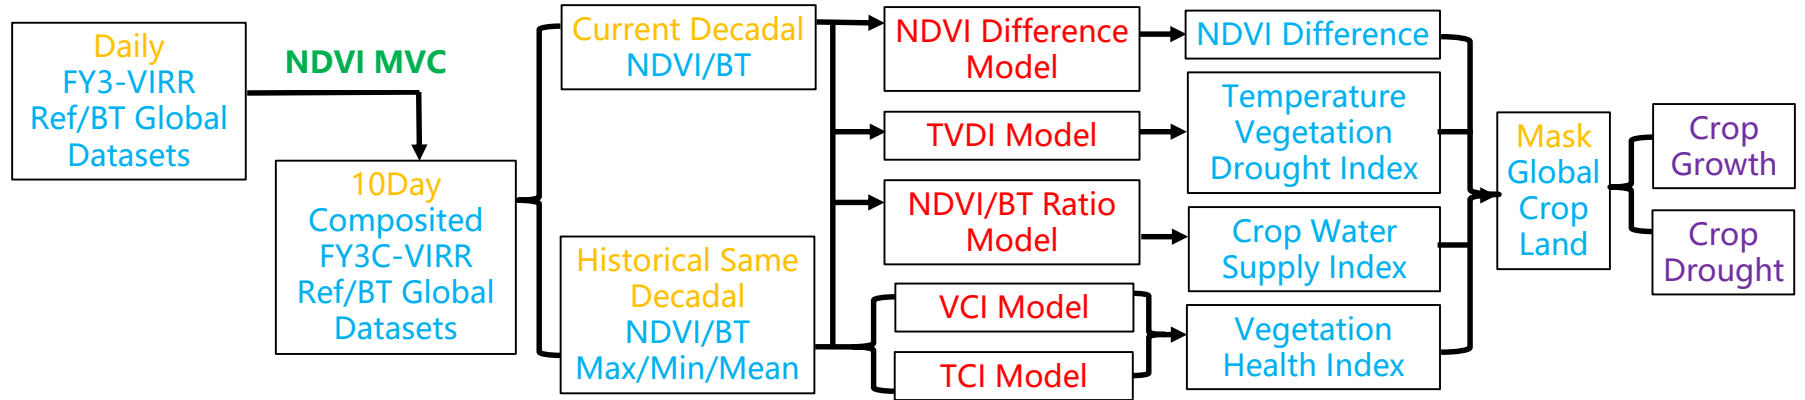 Daily
FY3-VIRR
Ref/BT Global
Datasets
NDVI MVC
10Day
Composited
FY3C-VIRR
Ref/BT Global
Datasets
Current Decadal
NDVI/BT
Historical Same
Decadal
NDVI/BT
Max/Min/Mean
NDVI Difference
Model
TVDI Model
NDVI/BT Ratio
Model
VCI Model
TCI Model
NDVI Difference
Temperature
Vegetation
Drought Index
Crop Water
Supply Index
Vegetation
Health Index
Mask
Global
Crop
Land
Crop
Growth
Crop
Drought